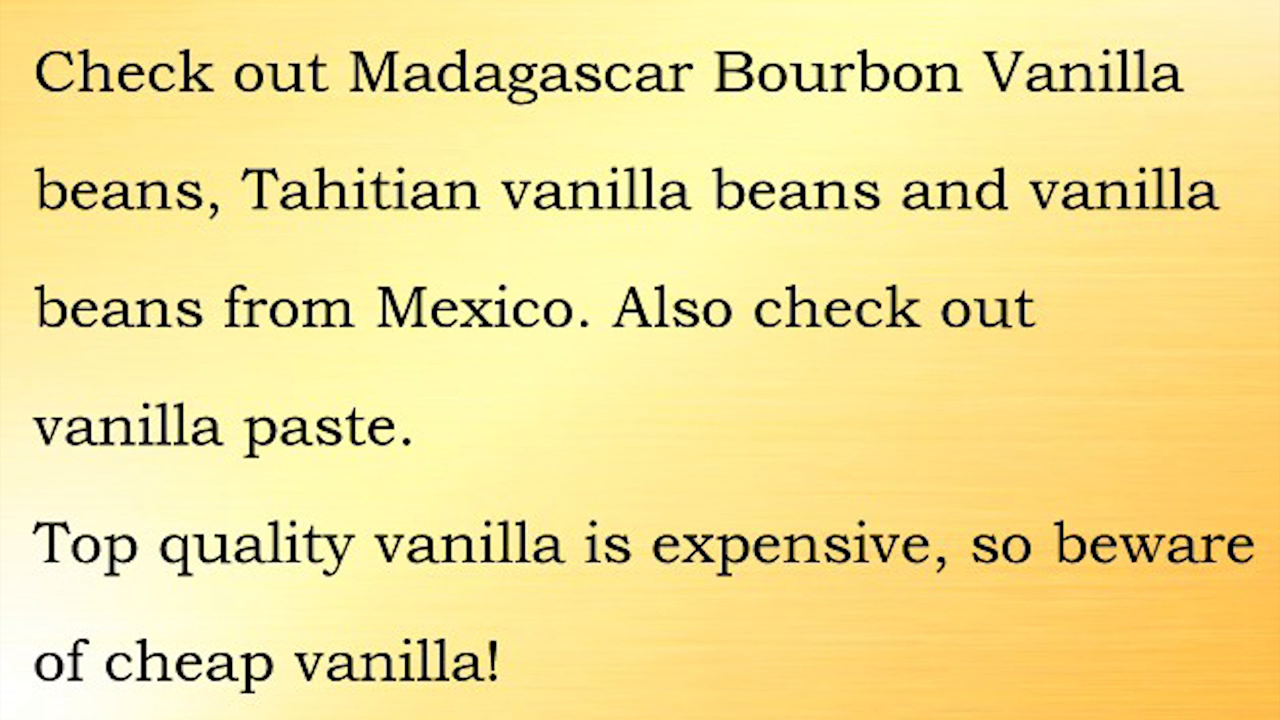 Check out Madagascar Bourbon Vanilla
beans, Tahitian vanilla beans and vanilla
beans from Mexico. Also check out
vanilla paste.
Top quality vanilla is expensive, so beware
of cheap vanilla!